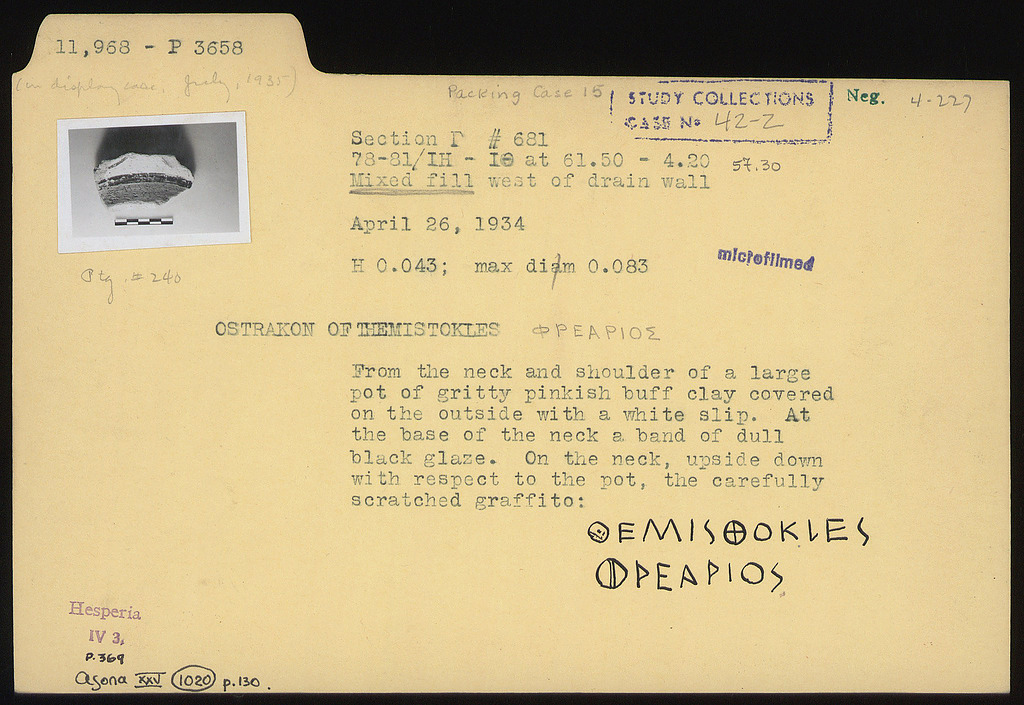 11,968 - P 3658
(in display case, July, 1935)
Packing Case 15
STUDY COLLECTIONS
CASE Nº 42-Z
Neg. 4-227
Section Γ # 681
78-81/ΙΗ - ΙΘ at 61.50 - 4.20 57.30
Mixed fill west of drain wall
April 26, 1934
H 0.043; max diam 0.083
microfilmed
Ptg. # 240
OSTRAKON OF THEMISTOKLES ΦΡΕΑΡΙΟΣ
From the neck and shoulder of a large
pot of gritty pinkish buff clay covered
on the outside with a white slip. At
the base of the neck a band of dull
black glaze. On the neck, upside down
with respect to the pot, the carefully
scratched graffito:
ΘEMISΘOKLES
ΦPEAPIOS
Hesperia
IV 3,
P.369
Agora XXV 1020 p.130.